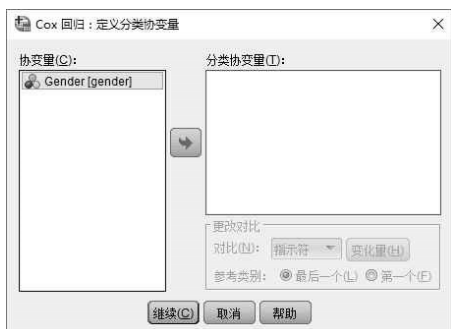 Cox 回归：定义分类协变量
协变量(C)：
分类协变量(T)：
Gender [gender]
更改对比
对比(N)： 指示符 变化量(H)
参考类别： 最后一个(L) 第一个(F)
继续(C) 取消 帮助